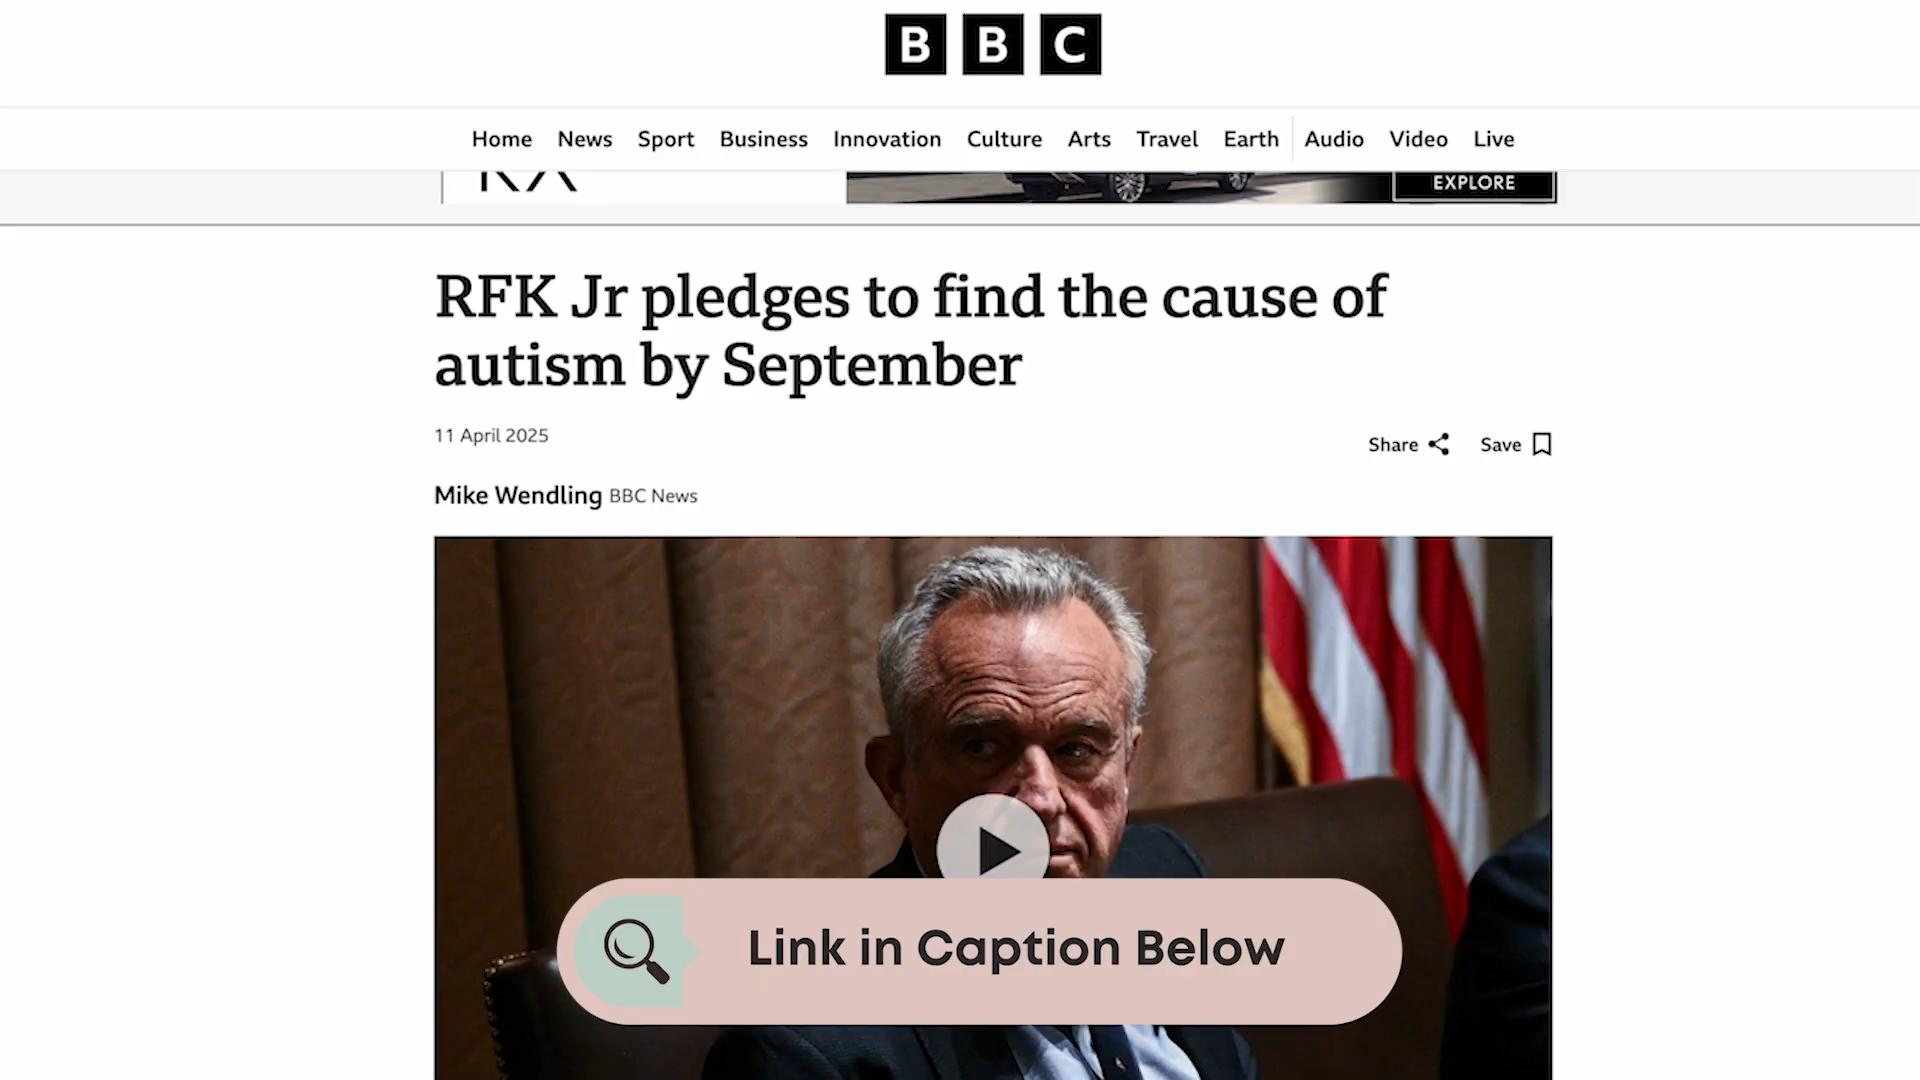 BBC
Home News Sport Business Innovation Culture Arts Travel Earth Audio Video Live
EXPLORE
RFK Jr pledges to find the cause of
autism by September
11 April 2025
Share Save
Mike Wendling BBC News
Link in Caption Below